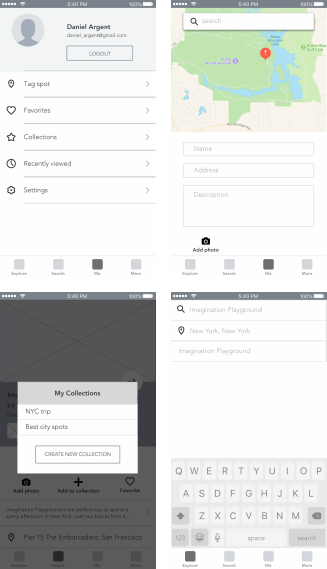 5:40 PM 100%
Daniel Argent
daniel_argent@gmail.com
LOGOUT
Tag spot
Favorites
Collections
Recently viewed
Settings
Explore Search Me More
5:40 PM 100%
search
Name
Address
Description
Add photo
Explore Search Me More
5:40 PM 100%
My Collections
NYC trip
Best city spots
CREATE NEW COLLECTION
Add photo Add to collection Favorite
Imagination Playground is the perfect way to spend a
sunny afternoon in New York. Just two blocks from a
Pier 15 The Embarcadero, San Francisco
Explore Search Me More
5:40 PM 100%
Imagination Playground
New York, New York
Imagination Playground
Q W E R T Y U I O P
A S D F G H J K L
Z X C V B N M
123 space search
Explore Search Me More